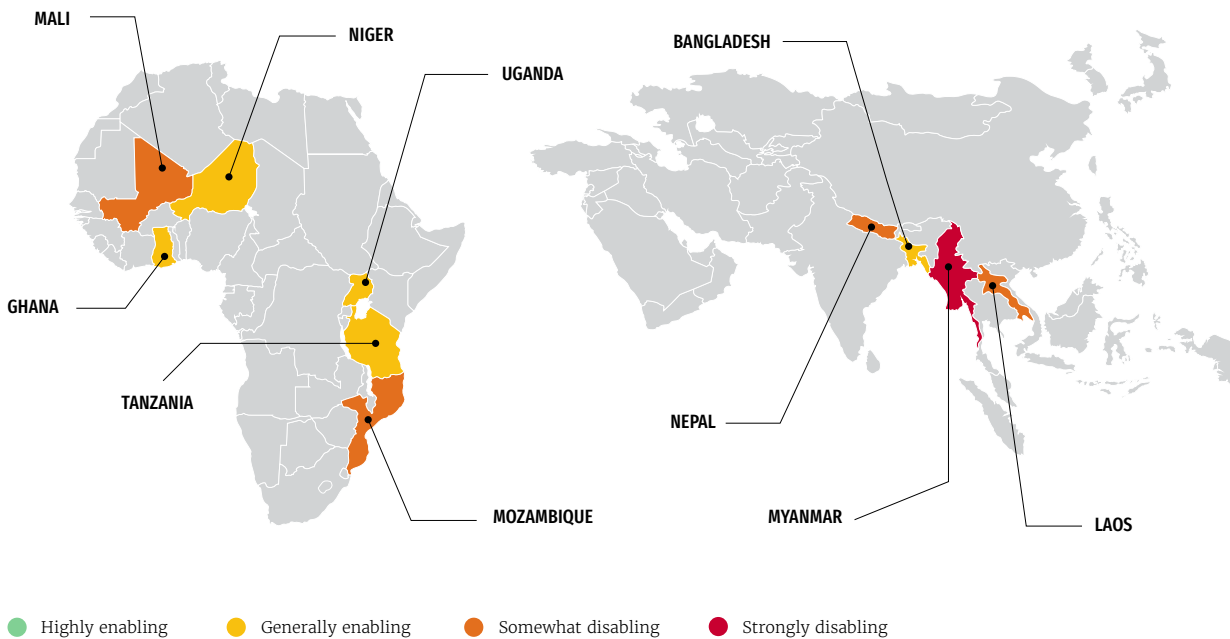 MALI
NIGER
UGANDA
BANGLADESH
GHANA
TANZANIA
NEPAL
MOZAMBIQUE
MYANMAR
LAOS
Highly enabling
Generally enabling
Somewhat disabling
Strongly disabling